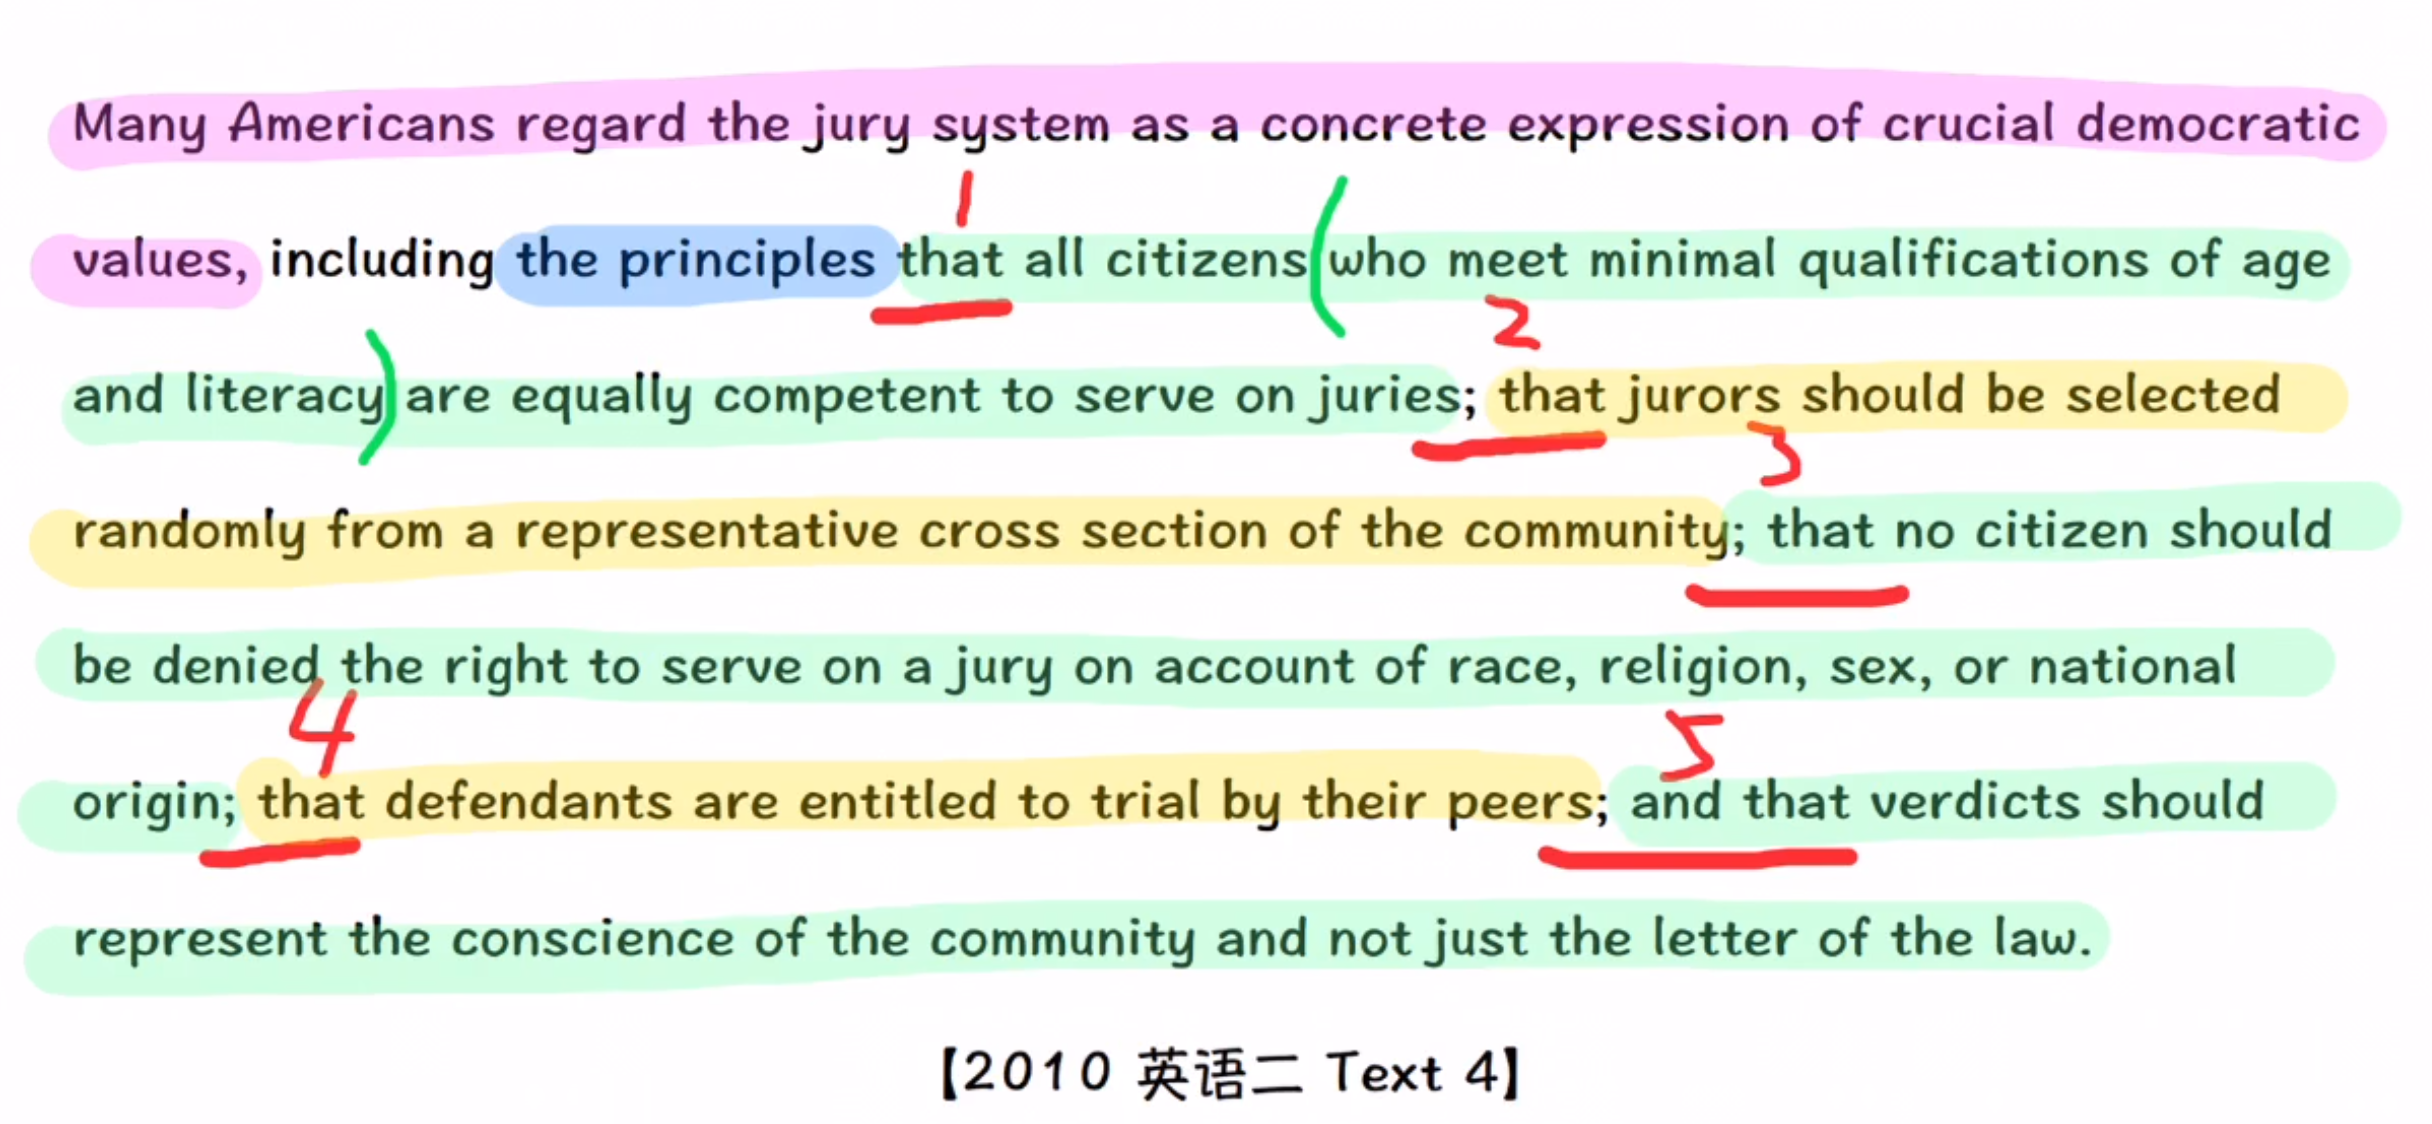 Many Americans regard the jury system as a concrete expression of crucial democratic
1
values, including the principles that all citizens (who meet minimal qualifications of age
2
and literacy) are equally competent to serve on juries; that jurors should be selected
3
randomly from a representative cross section of the community; that no citizen should
be denied the right to serve on a jury on account of race, religion, sex, or national
4 5
origin; that defendants are entitled to trial by their peers; and that verdicts should
represent the conscience of the community and not just the letter of the law.
【2010 英语二 Text 4】